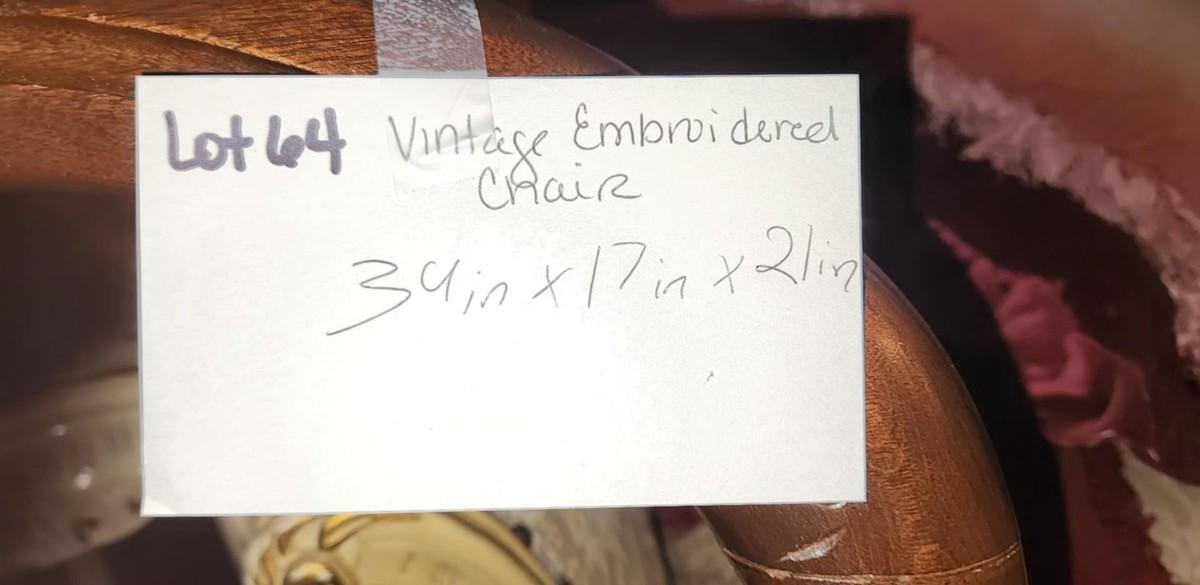 Lot 64 Vintage Embroidered
Chair
34in x 17in x 21in